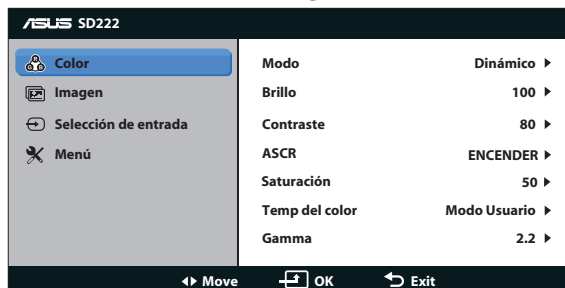 ASUS SD222
Color
Imagen
Selección de entrada
Menú
Modo Dinámico
Brillo 100
Contraste 80
ASCR ENCENDER
Saturación 50
Temp del color Modo Usuario
Gamma 2.2
Move OK Exit